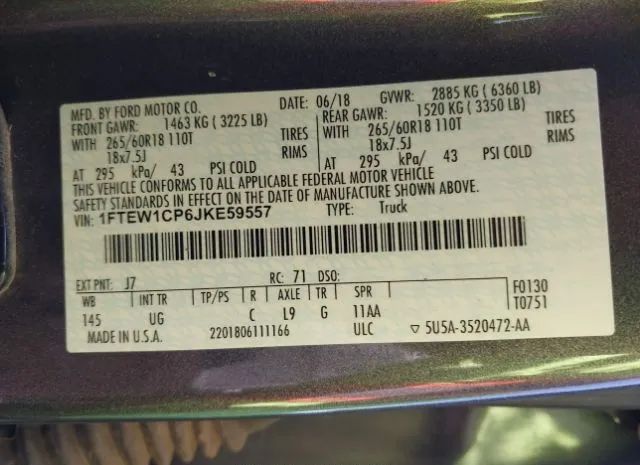 MFD. BY FORD MOTOR CO.
DATE: 06/18 GVWR: 2885 KG ( 6360 LB)
FRONT GAWR: 1463 KG ( 3225 LB) REAR GAWR: 1520 KG ( 3350 LB)
WITH 265/60R18 110T TIRES WITH 265/60R18 110T TIRES
18x7.5J RIMS 18x7.5J RIMS
AT 295 kPa/ 43 PSI COLD AT 295 kPa/ 43 PSI COLD
THIS VEHICLE CONFORMS TO ALL APPLICABLE FEDERAL MOTOR VEHICLE
SAFETY STANDARDS IN EFFECT ON THE DATE OF MANUFACTURE SHOWN ABOVE.
VIN: 1FTEW1CP6JKE59557 TYPE: Truck
EXT PNT: J7 RC: 71 DSO:
WB INT TR TP/PS R AXLE TR SPR F0130
145 UG C L9 G 11AA T0751
MADE IN U.S.A. 2201806111166 ULC ▽ 5U5A-3520472-AA